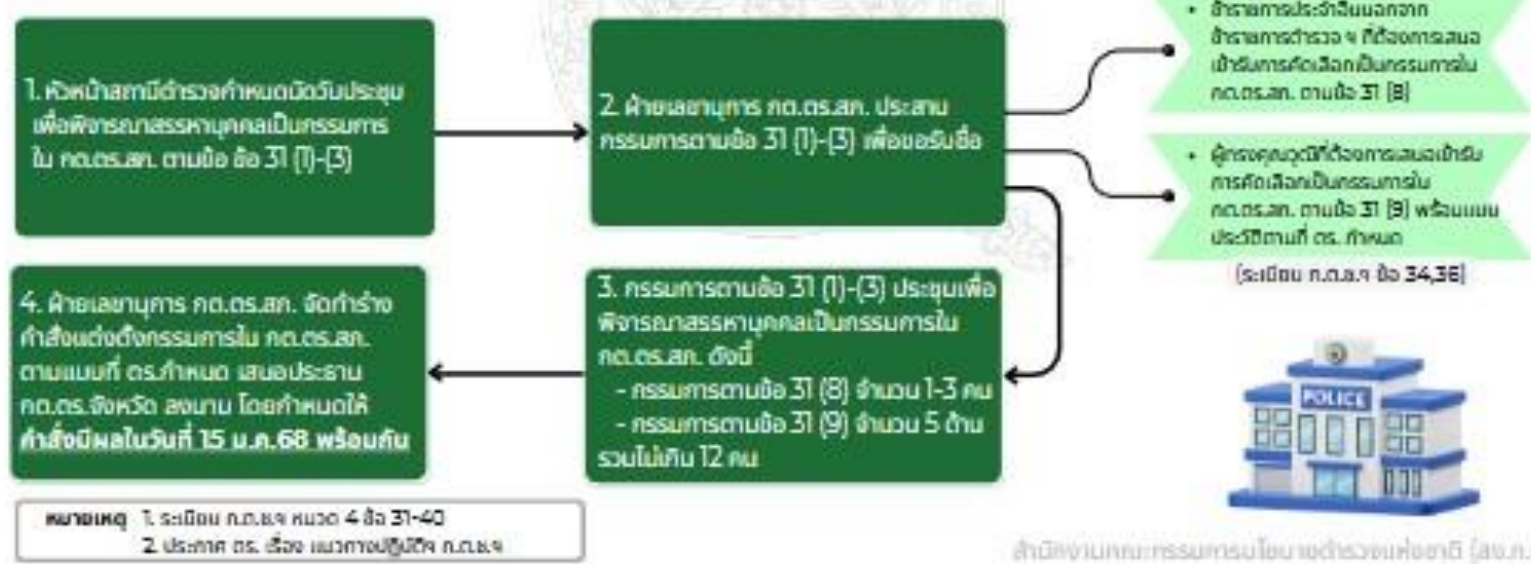 1. หัวหน้าสถานีตำรวจกำหนดนัดวันประชุม
เพื่อพิจารณาสรรหาบุคคลเป็นกรรมการ
ใน กต.ตร.สภ. ตามข้อ ข้อ 31 (1)-(3)
2. ฝ่ายเลขานุการ กต.ตร.สภ. ประสาน
กรรมการตามข้อ 31 (1)-(3) เพื่อขอรับชื่อ
• ข้าราชการประจำอื่นนอกจาก
ข้าราชการตำรวจ ฯ ที่ต้องการเสนอ
เข้ารับการคัดเลือกเป็นกรรมการใน
กต.ตร.สภ. ตามข้อ 31 (8)
• ผู้ทรงคุณวุฒิที่ต้องการเสนอเข้ารับ
การคัดเลือกเป็นกรรมการใน
กต.ตร.สภ. ตามข้อ 31 (9) พร้อมแบบ
ประวัติตามที่ ตร. กำหนด
(ระเบียบ ก.ต.ช.ฯ ข้อ 34,36)
3. กรรมการตามข้อ 31 (1)-(3) ประชุมเพื่อ
พิจารณาสรรหาบุคคลเป็นกรรมการใน
กต.ตร.สภ. ดังนี้
- กรรมการตามข้อ 31 (8) จำนวน 1-3 คน
- กรรมการตามข้อ 31 (9) จำนวน 5 ด้าน
รวมไม่เกิน 12 คน
4. ฝ่ายเลขานุการ กต.ตร.สภ. จัดทำร่าง
คำสั่งแต่งตั้งกรรมการใน กต.ตร.สภ.
ตามแบบที่ ตร.กำหนด เสนอประธาน
กต.ตร.จังหวัด ลงนาม โดยกำหนดให้
คำสั่งมีผลในวันที่ 15 ม.ค.68 พร้อมกัน
POLICE
หมายเหตุ 1. ระเบียบ ก.ต.ช.ฯ หมวด 4 ข้อ 31-40
2. ประกาศ ตร. เรื่อง แนวทางปฏิบัติฯ ก.ต.ช.ฯ
สำนักงานคณะกรรมการนโยบายตำรวจแห่งชาติ (สง.ก.